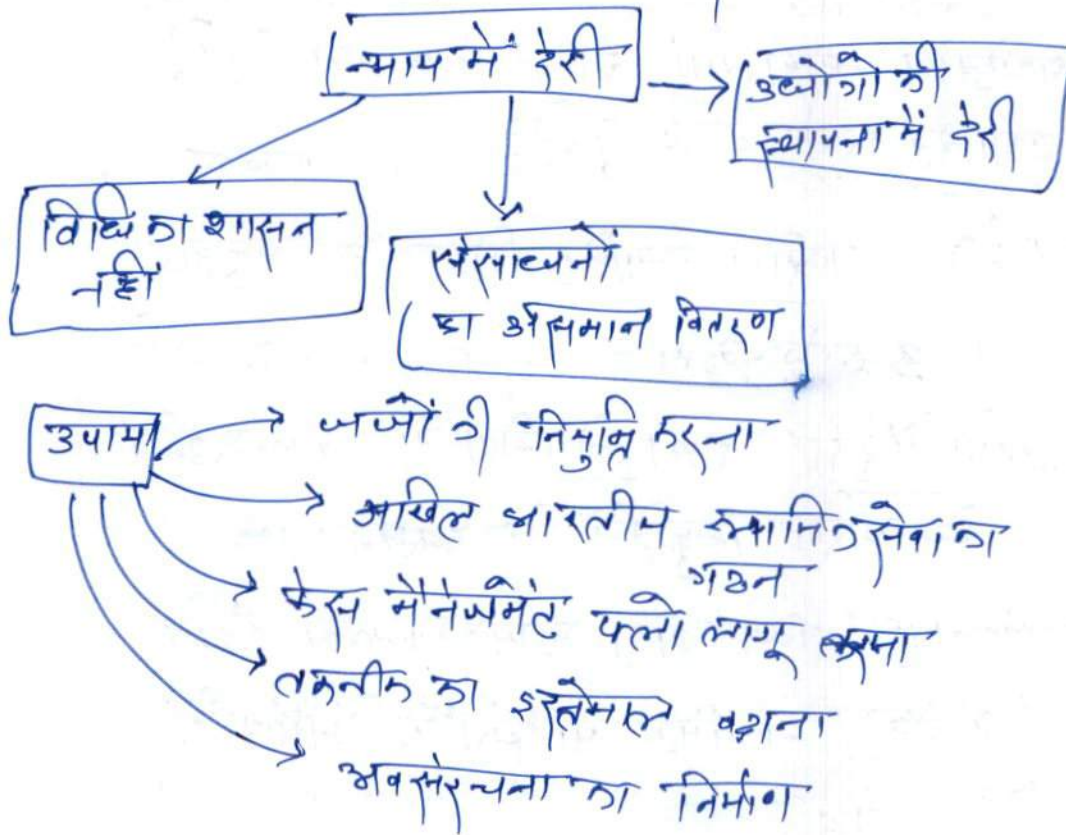 न्याय में देरी
उद्योगो की
स्थापना में देरी
विधि का शासन
नहीं
संसाधनों
का असमान वितरण
उपाय
जजों की नियुक्ति करना
अखिल भारतीय न्यायिक सेवा का
गठन
केस मैनेजमेंट फ्लो लागू करना
तकनीक का इस्तेमाल बढ़ाना
अवसंरचना का निर्माण